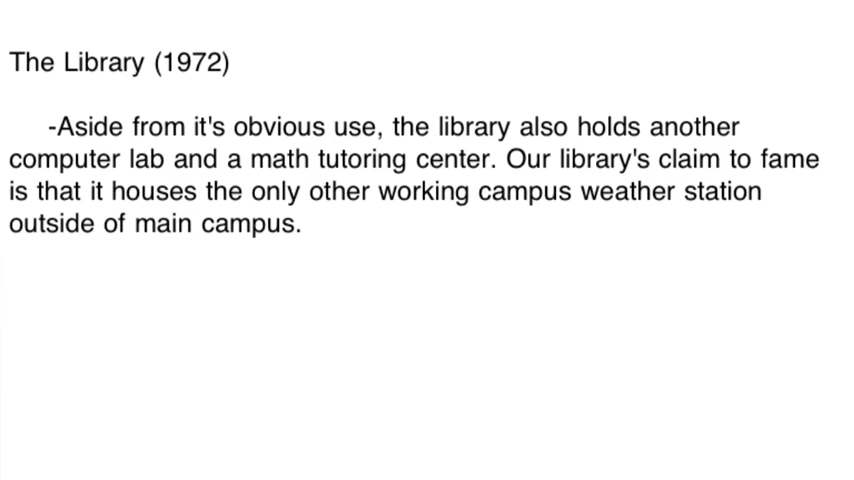 The Library (1972)
-Aside from it's obvious use, the library also holds another
computer lab and a math tutoring center. Our library's claim to fame
is that it houses the only other working campus weather station
outside of main campus.